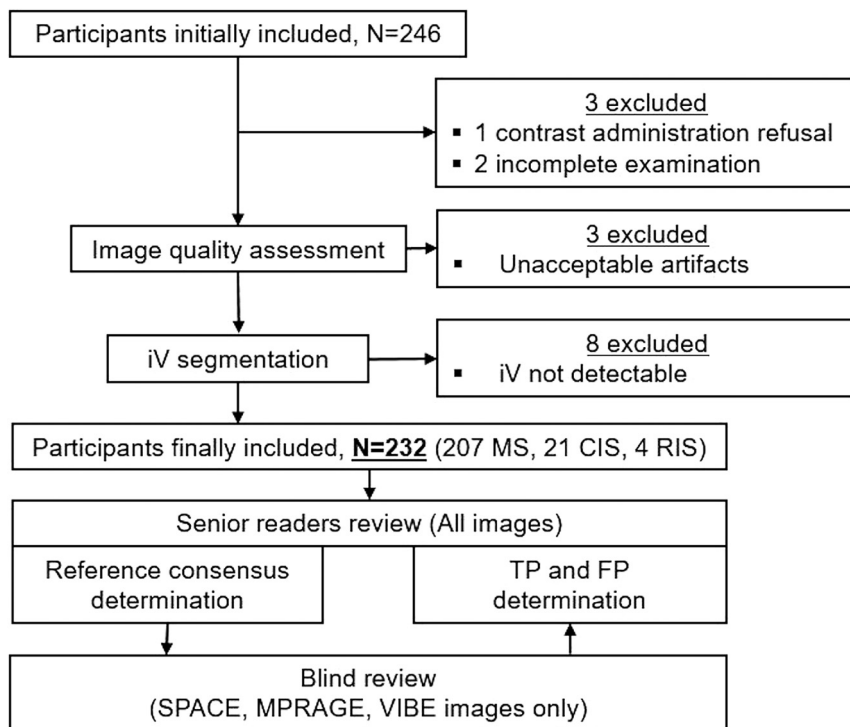 Participants initially included, N=246
3 excluded
▪ 1 contrast administration refusal
▪ 2 incomplete examination
Image quality assessment
3 excluded
▪ Unacceptable artifacts
iV segmentation
8 excluded
▪ iV not detectable
Participants finally included, N=232 (207 MS, 21 CIS, 4 RIS)
Senior readers review (All images)
Reference consensus
determination
TP and FP
determination
Blind review
(SPACE, MPRAGE, VIBE images only)